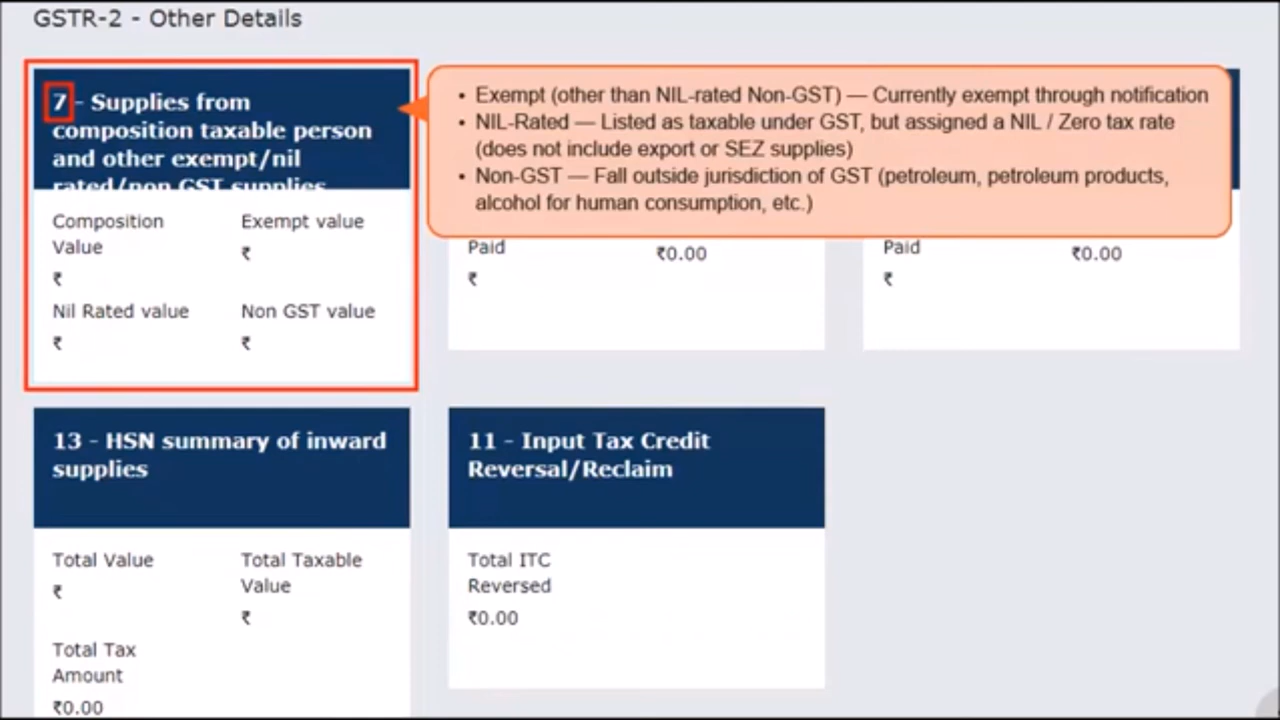 GSTR-2 - Other Details
7 - Supplies from
composition taxable person
and other exempt/nil
rated/non GST supplies
Composition
Value
₹
Exempt value
₹
Nil Rated value
₹
Non GST value
₹
• Exempt (other than NIL-rated Non-GST) — Currently exempt through notification
• NIL-Rated — Listed as taxable under GST, but assigned a NIL / Zero tax rate
(does not include export or SEZ supplies)
• Non-GST — Fall outside jurisdiction of GST (petroleum, petroleum products,
alcohol for human consumption, etc.)
Paid
₹
₹0.00
Paid
₹
₹0.00
13 - HSN summary of inward
supplies
Total Value
₹
Total Taxable
Value
₹
Total Tax
Amount
₹0.00
11 - Input Tax Credit
Reversal/Reclaim
Total ITC
Reversed
₹0.00